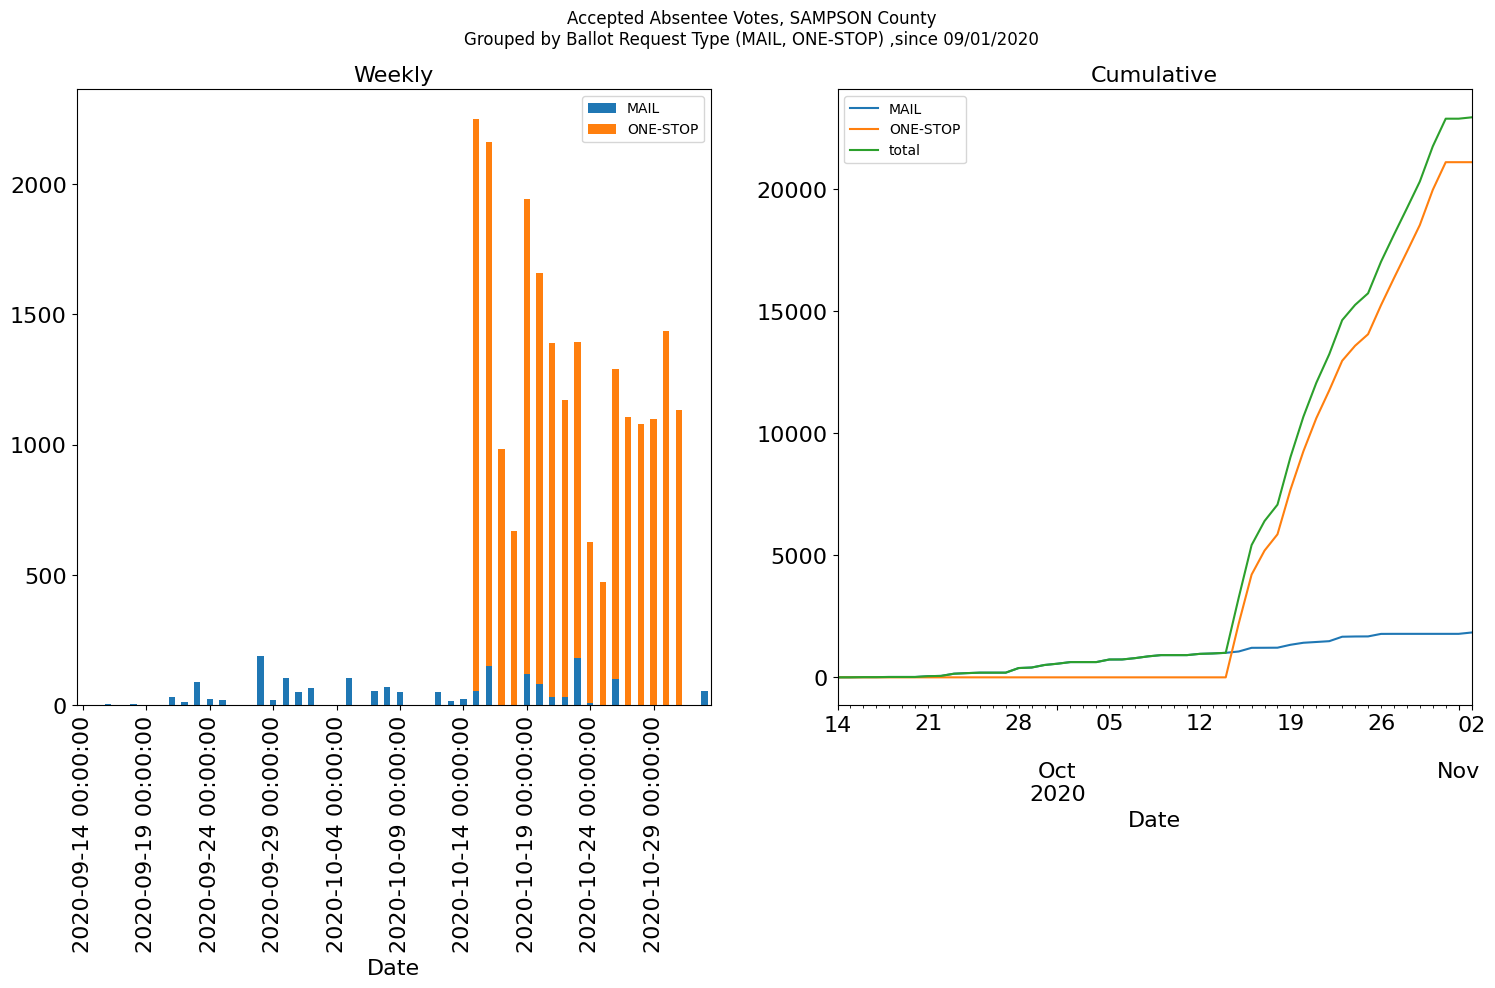 Accepted Absentee Votes, SAMPSON County
Grouped by Ballot Request Type (MAIL, ONE-STOP) ,since 09/01/2020
Weekly
MAIL
ONE-STOP
2000
1500
1000
500
0
2020-09-14 00:00:00
2020-09-19 00:00:00
2020-09-24 00:00:00
2020-09-29 00:00:00
2020-10-04 00:00:00
2020-10-09 00:00:00
2020-10-14 00:00:00
2020-10-19 00:00:00
2020-10-24 00:00:00
2020-10-29 00:00:00
Date
Cumulative
MAIL
ONE-STOP
total
20000
15000
10000
5000
0
14 21 28 05 12 19 26 02
Oct Nov
2020
Date